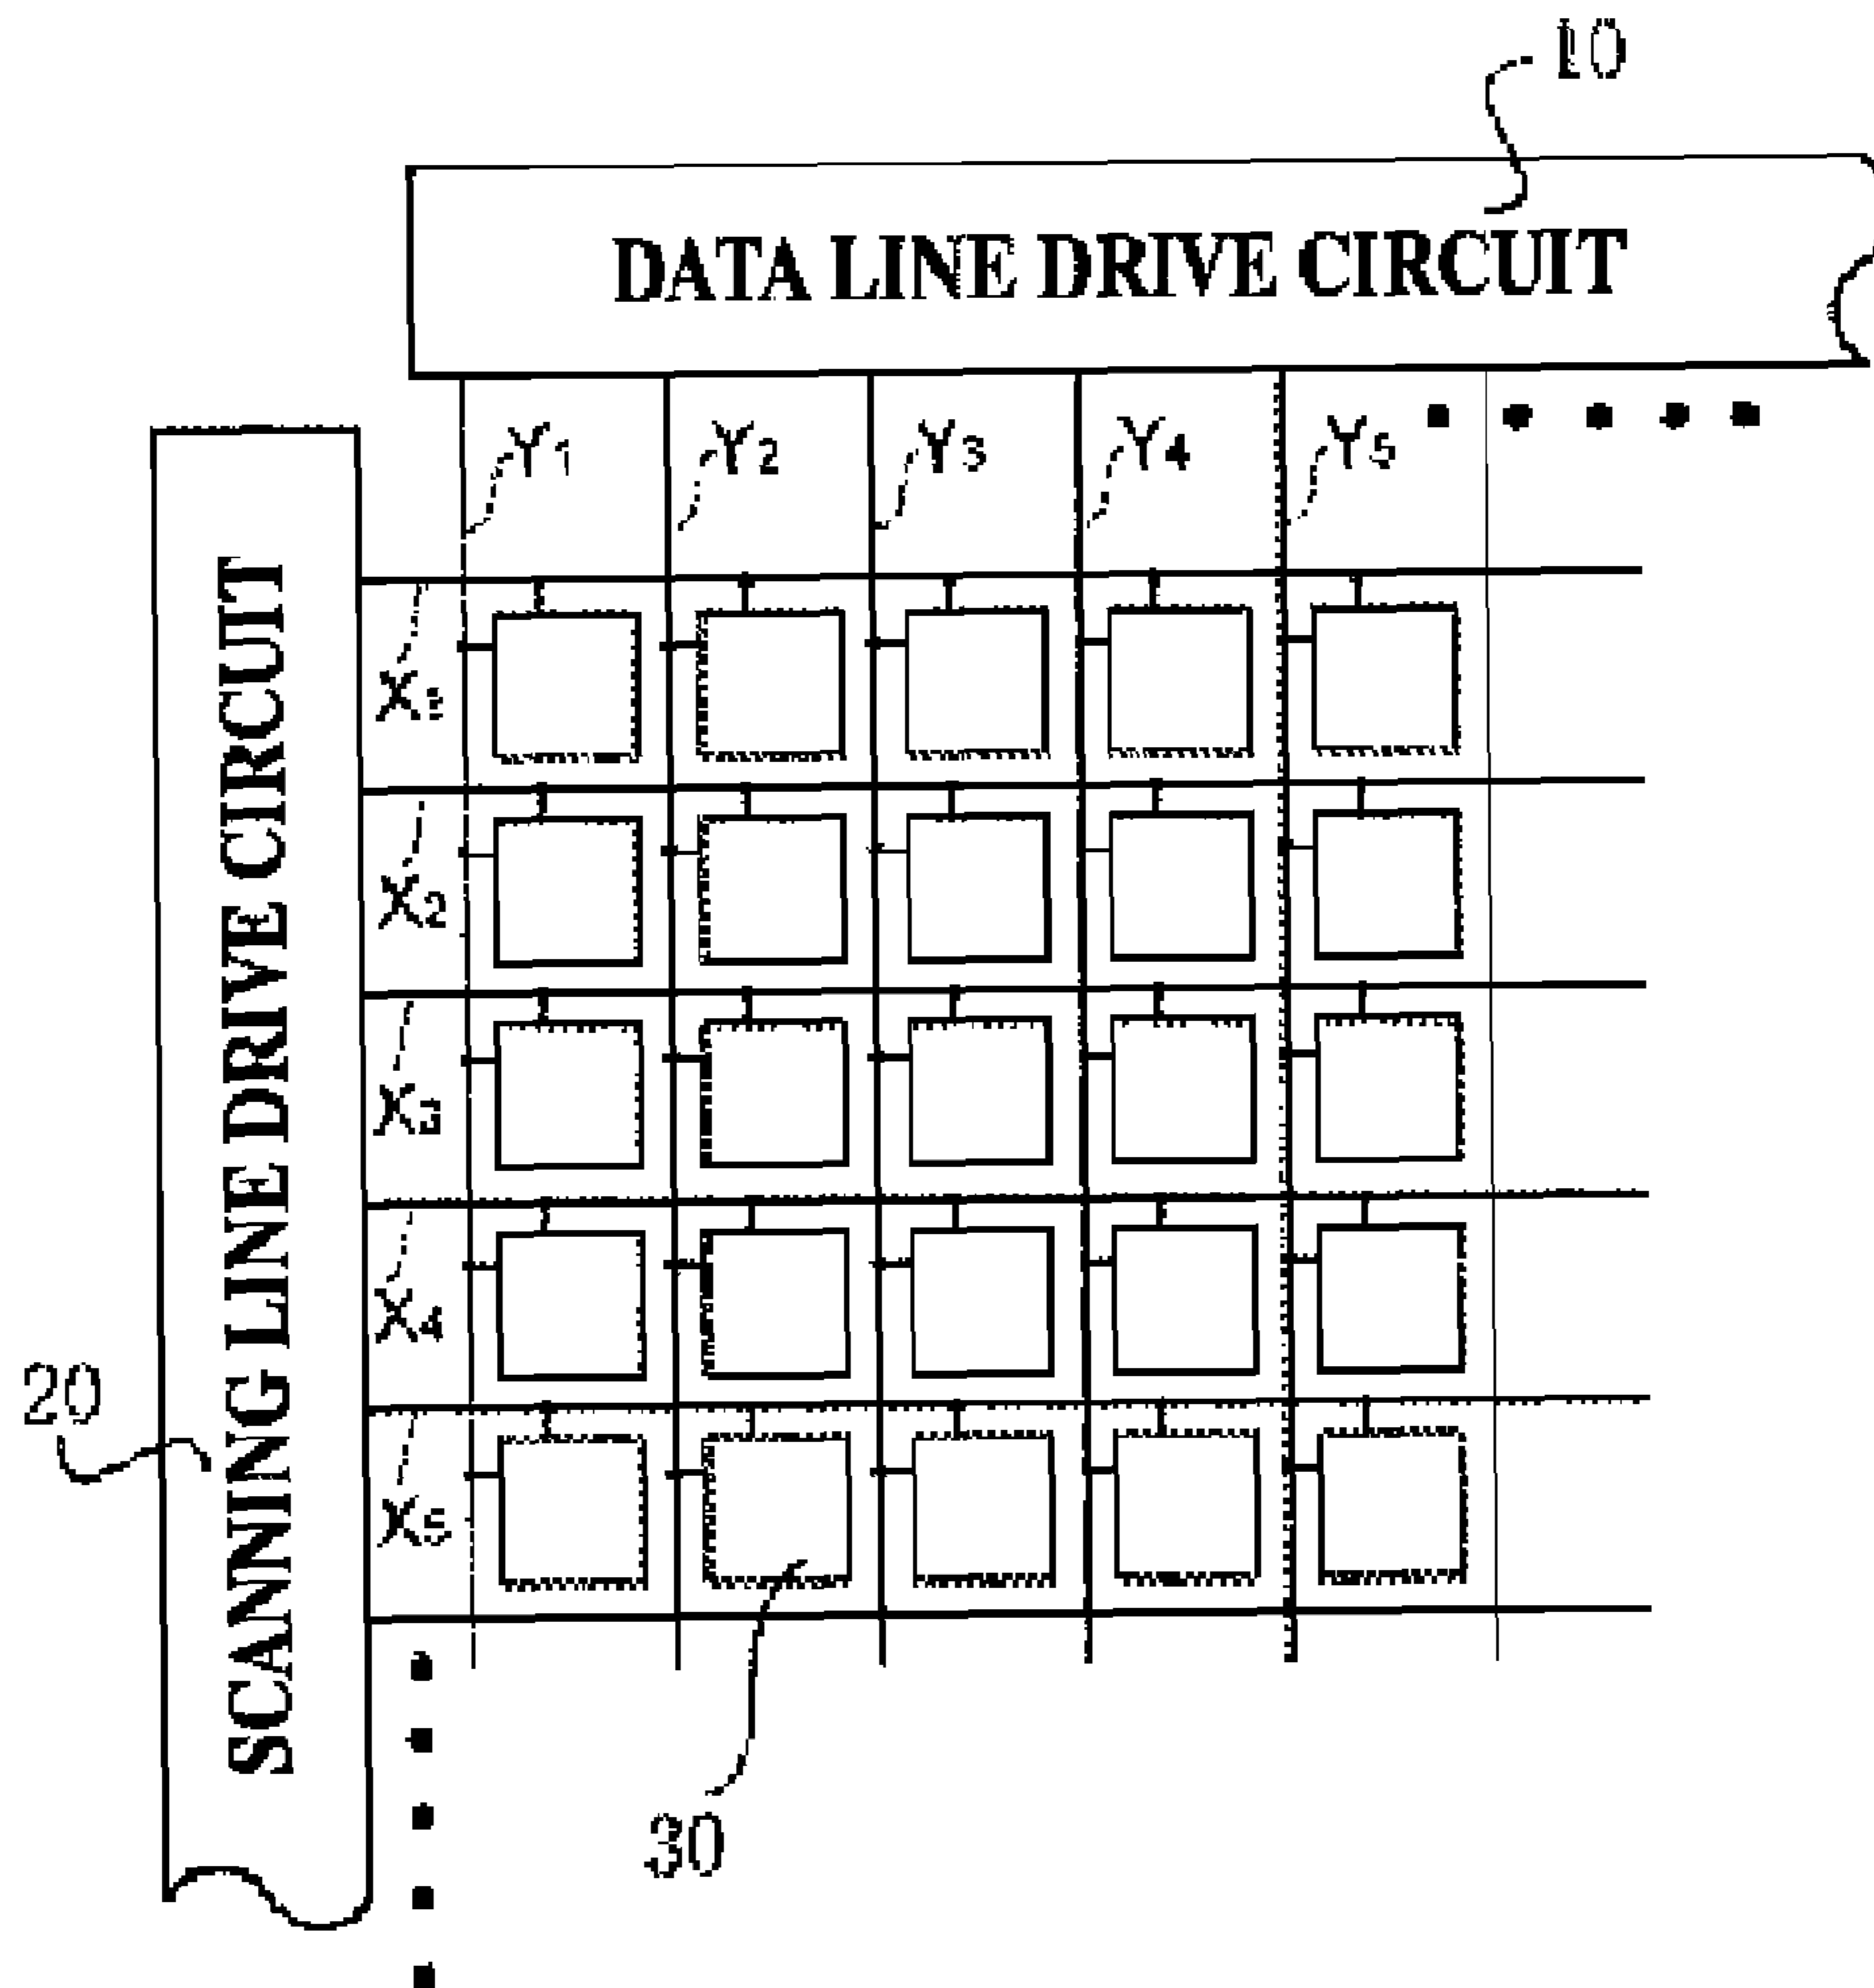 10
DATA LINE DRIVE CIRCUIT
Y1 Y2 Y3 Y4 Y5
SCANNING LINE DRIVE CIRCUIT
X1
X2
X3
X4
X5
20
30